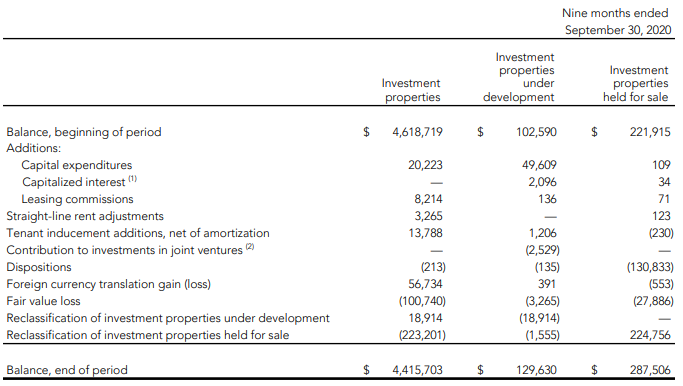 Nine months ended
September 30, 2020
Investment properties Investment properties under development Investment properties held for sale
Balance, beginning of period $ 4,618,719 $ 102,590 $ 221,915
Additions:
Capital expenditures 20,223 49,609 109
Capitalized interest (1) — 2,096 34
Leasing commissions 8,214 136 71
Straight-line rent adjustments 3,265 — 123
Tenant inducement additions, net of amortization 13,788 1,206 (230)
Contribution to investments in joint ventures (2) — (2,529) —
Dispositions (213) (135) (130,833)
Foreign currency translation gain (loss) 56,734 391 (553)
Fair value loss (100,740) (3,265) (27,886)
Reclassification of investment properties under development 18,914 (18,914) —
Reclassification of investment properties held for sale (223,201) (1,555) 224,756
Balance, end of period $ 4,415,703 $ 129,630 $ 287,506